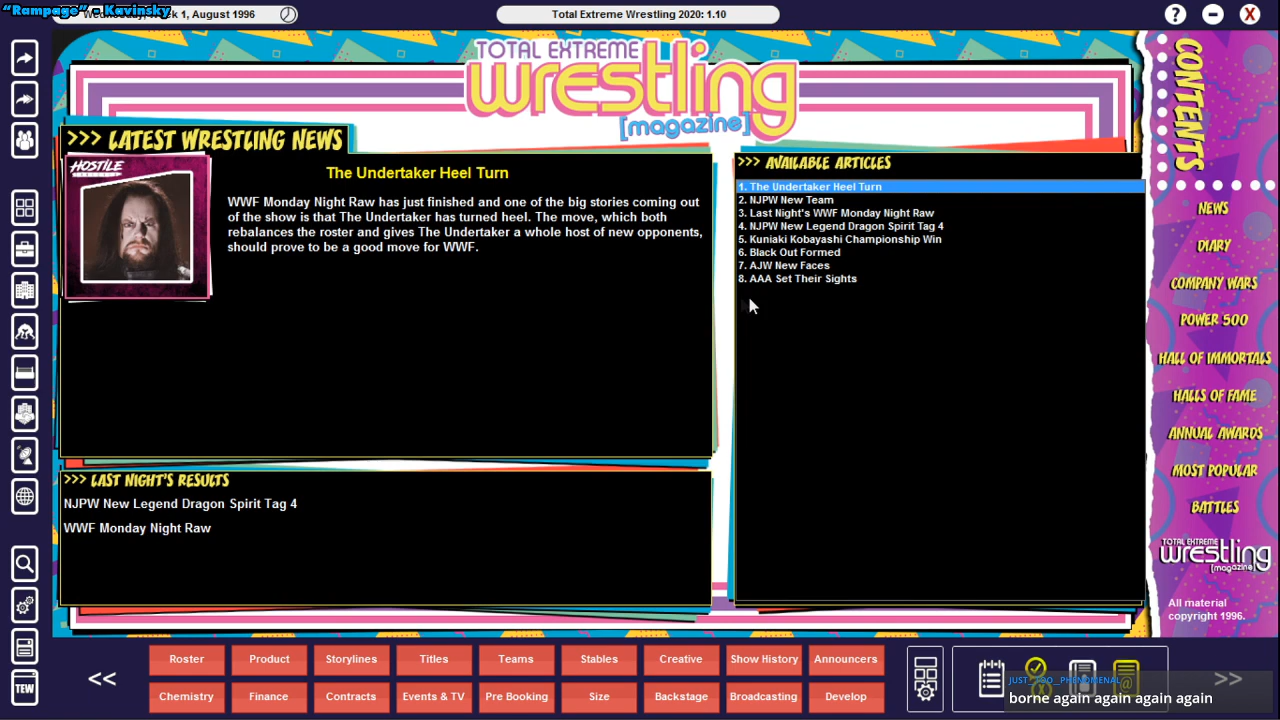 "Rampage" - Kavinsky
Wednesday, Week 1, August 1996
Total Extreme Wrestling 2020: 1.10
?
X
TOTAL EXTREME
wrestling
[magazine]
CONTENTS
>>> LATEST WRESTLING NEWS
HOSTILE
The Undertaker Heel Turn
WWF Monday Night Raw has just finished and one of the big stories coming out
of the show is that The Undertaker has turned heel. The move, which both
rebalances the roster and gives The Undertaker a whole host of new opponents,
should prove to be a good move for WWF.
>>> AVAILABLE ARTICLES
1. The Undertaker Heel Turn
2. NJPW New Team
3. Last Night's WWF Monday Night Raw
4. NJPW New Legend Dragon Spirit Tag 4
5. Kuniaki Kobayashi Championship Win
6. Black Out Formed
7. AJW New Faces
8. AAA Set Their Sights
NEWS
DIARY
COMPANY WARS
POWER 500
HALL OF IMMORTALS
HALLS OF FAME
ANNUAL AWARDS
MOST POPULAR
BATTLES
TOTAL EXTREME
wrestling
[magazine]
All material
copyright 1996.
>>> LAST NIGHT'S RESULTS
NJPW New Legend Dragon Spirit Tag 4
WWF Monday Night Raw
TEW
<<
Roster
Product
Storylines
Titles
Teams
Stables
Creative
Show History
Announcers
Chemistry
Finance
Contracts
Events & TV
Pre Booking
Size
Backstage
Broadcasting
Develop
>>
borne again again again again